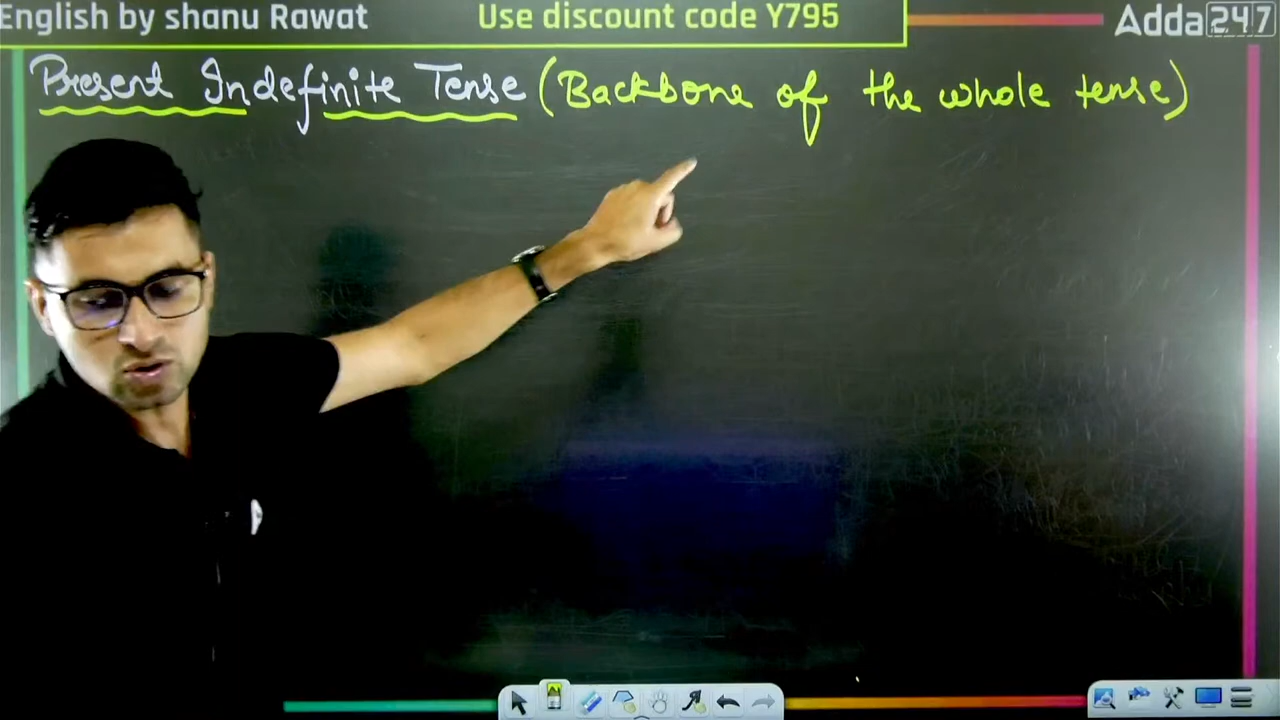 English by shanu Rawat
Use discount code Y795
Adda247
Present Indefinite Tense (Backbone of the whole tense)